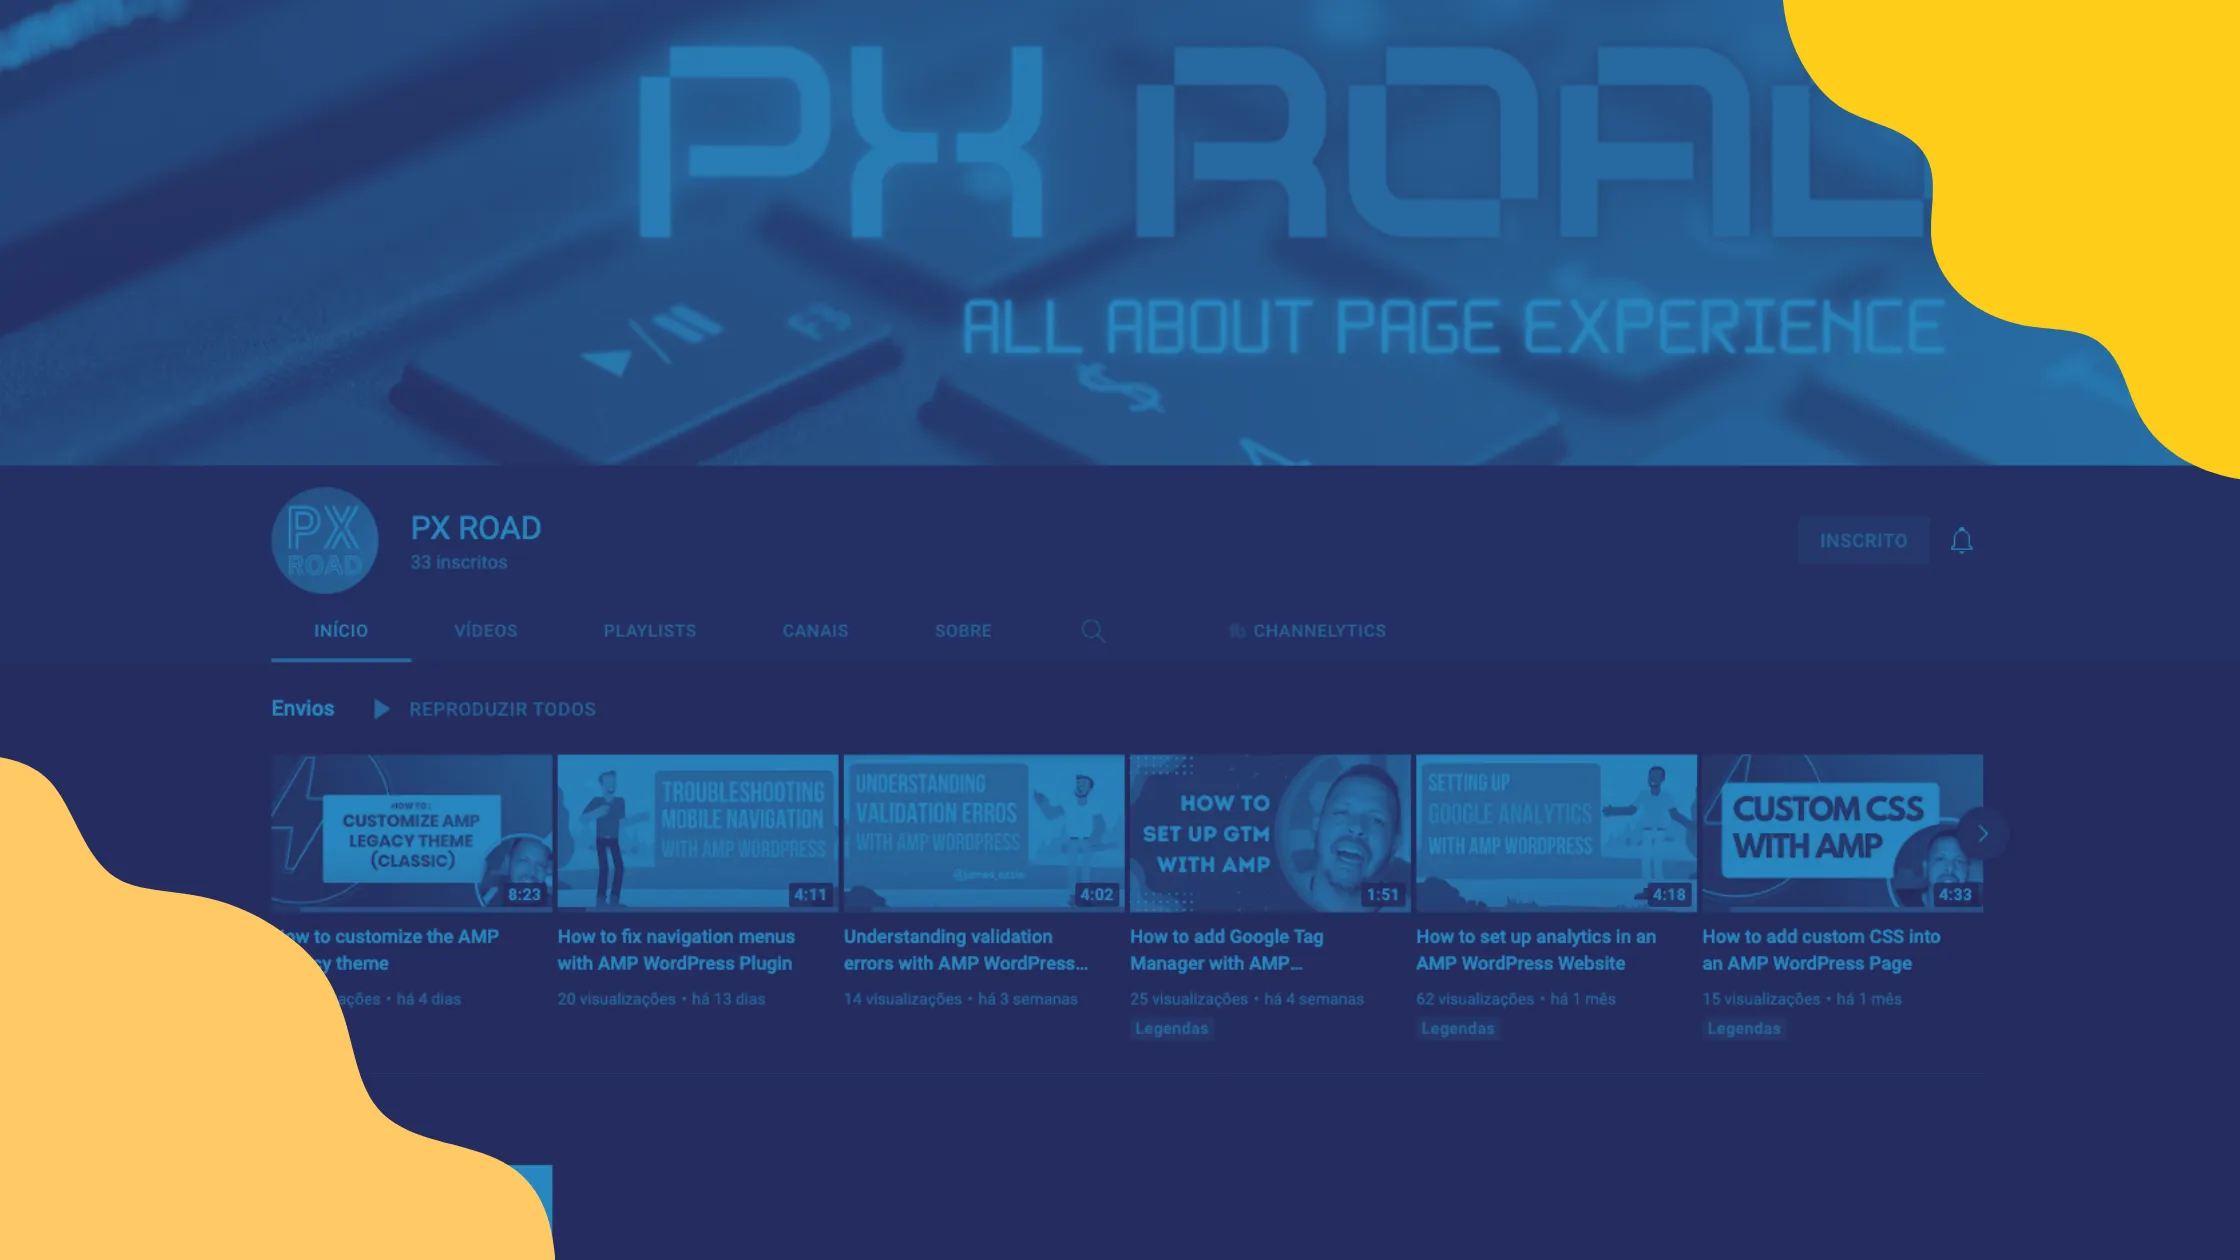 PX ROAD
ALL ABOUT PAGE EXPERIENCE
F3
$
4
PX
ROAD
PX ROAD
33 inscritos
INSCRITO
INÍCIO
VÍDEOS
PLAYLISTS
CANAIS
SOBRE
CHANNELYTICS
Envios
REPRODUZIR TODOS
HOW TO:
CUSTOMIZE AMP
LEGACY THEME
(CLASSIC)
8:23
TROUBLESHOOTING
MOBILE NAVIGATION
WITH AMP WORDPRESS
4:11
UNDERSTANDING
VALIDATION ERROS
WITH AMP WORDPRESS
4:02
HOW TO
SET UP GTM
WITH AMP
1:51
SETTING UP
GOOGLE ANALYTICS
WITH AMP WORDPRESS
4:18
CUSTOM CSS
WITH AMP
4:33
ow to customize the AMP
cy theme
ações • há 4 dias
How to fix navigation menus
with AMP WordPress Plugin
20 visualizações • há 13 dias
Understanding validation
errors with AMP WordPress...
14 visualizações • há 3 semanas
How to add Google Tag
Manager with AMP...
25 visualizações • há 4 semanas
Legendas
How to set up analytics in an
AMP WordPress Website
62 visualizações • há 1 mês
Legendas
How to add custom CSS into
an AMP WordPress Page
15 visualizações • há 1 mês
Legendas